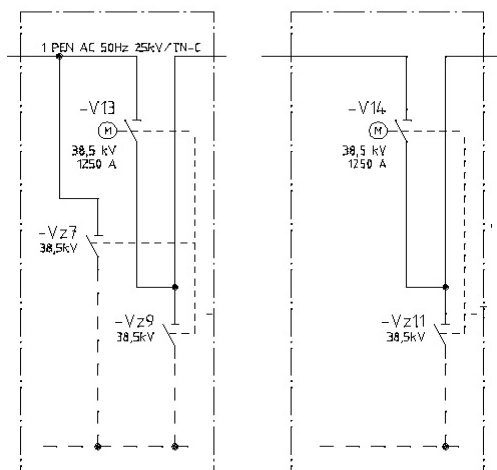 1 PEN AC 50Hz 25kV/TN-C
-V13
M
38,5 kV
1250 A
-Vz7
38,5kV
-Vz9
38,5kV
-V14
M
38,5 kV
1250 A
-Vz11
38,5kV